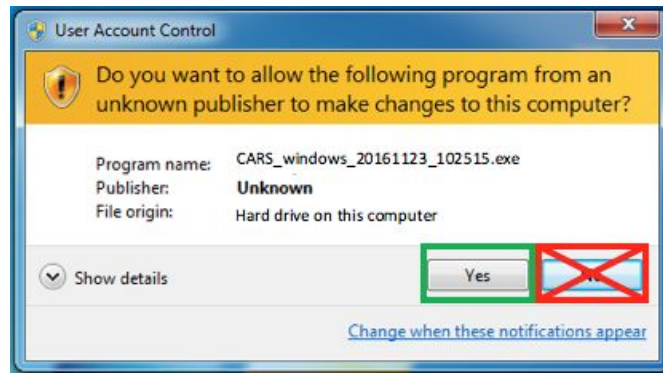 User Account Control
Do you want to allow the following program from an
unknown publisher to make changes to this computer?
Program name: CARS_windows_20161123_102515.exe
Publisher: Unknown
File origin: Hard drive on this computer
Show details
Yes
Change when these notifications appear